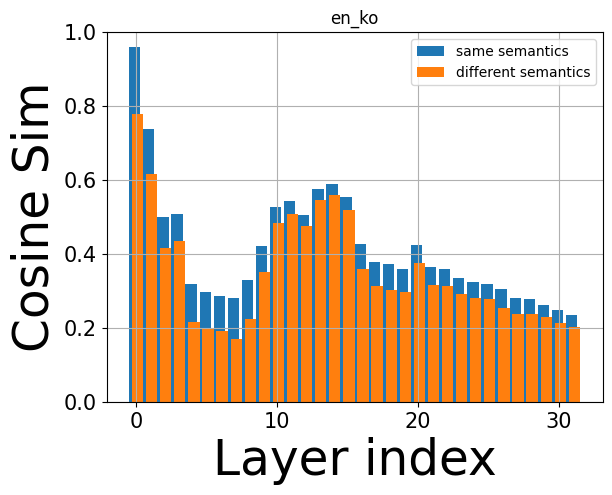 en_ko
same semantics
different semantics
Cosine Sim
1.0
0.8
0.6
0.4
0.2
0.0
0 10 20 30
Layer index